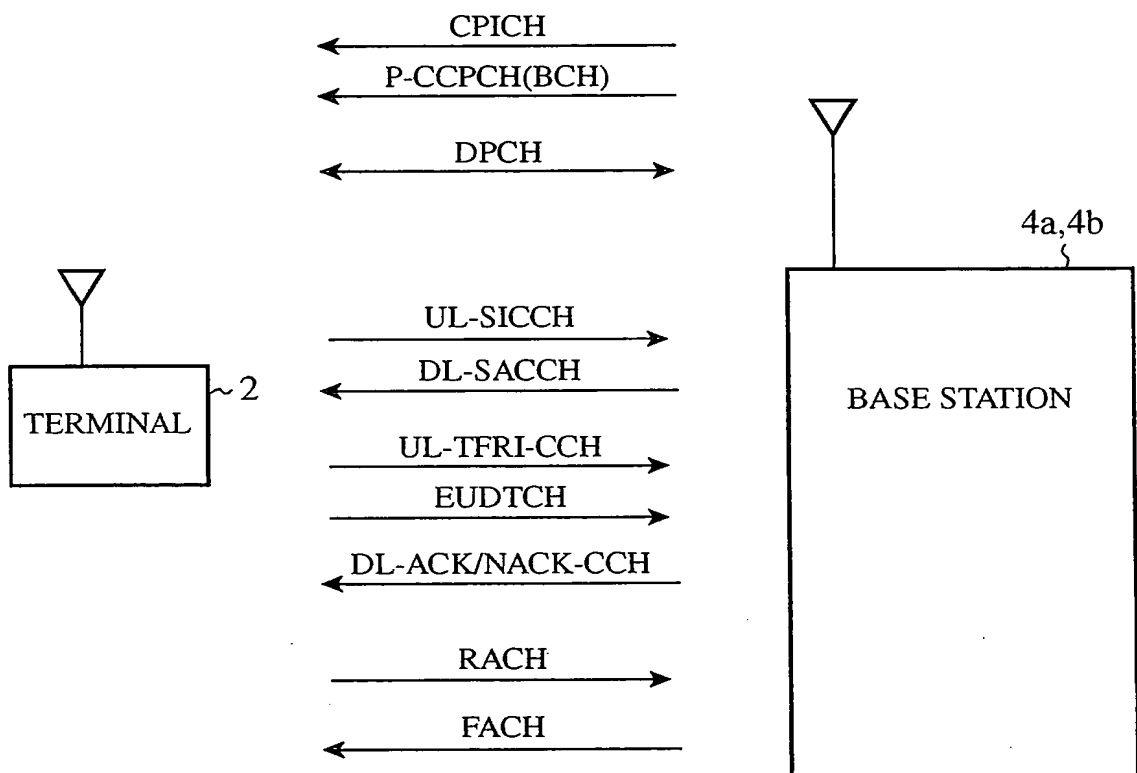 CPICH
P-CCPCH(BCH)
DPCH
4a,4b
UL-SICCH
DL-SACCH
2
TERMINAL
BASE STATION
UL-TFRI-CCH
EUDTCH
DL-ACK/NACK-CCH
RACH
FACH